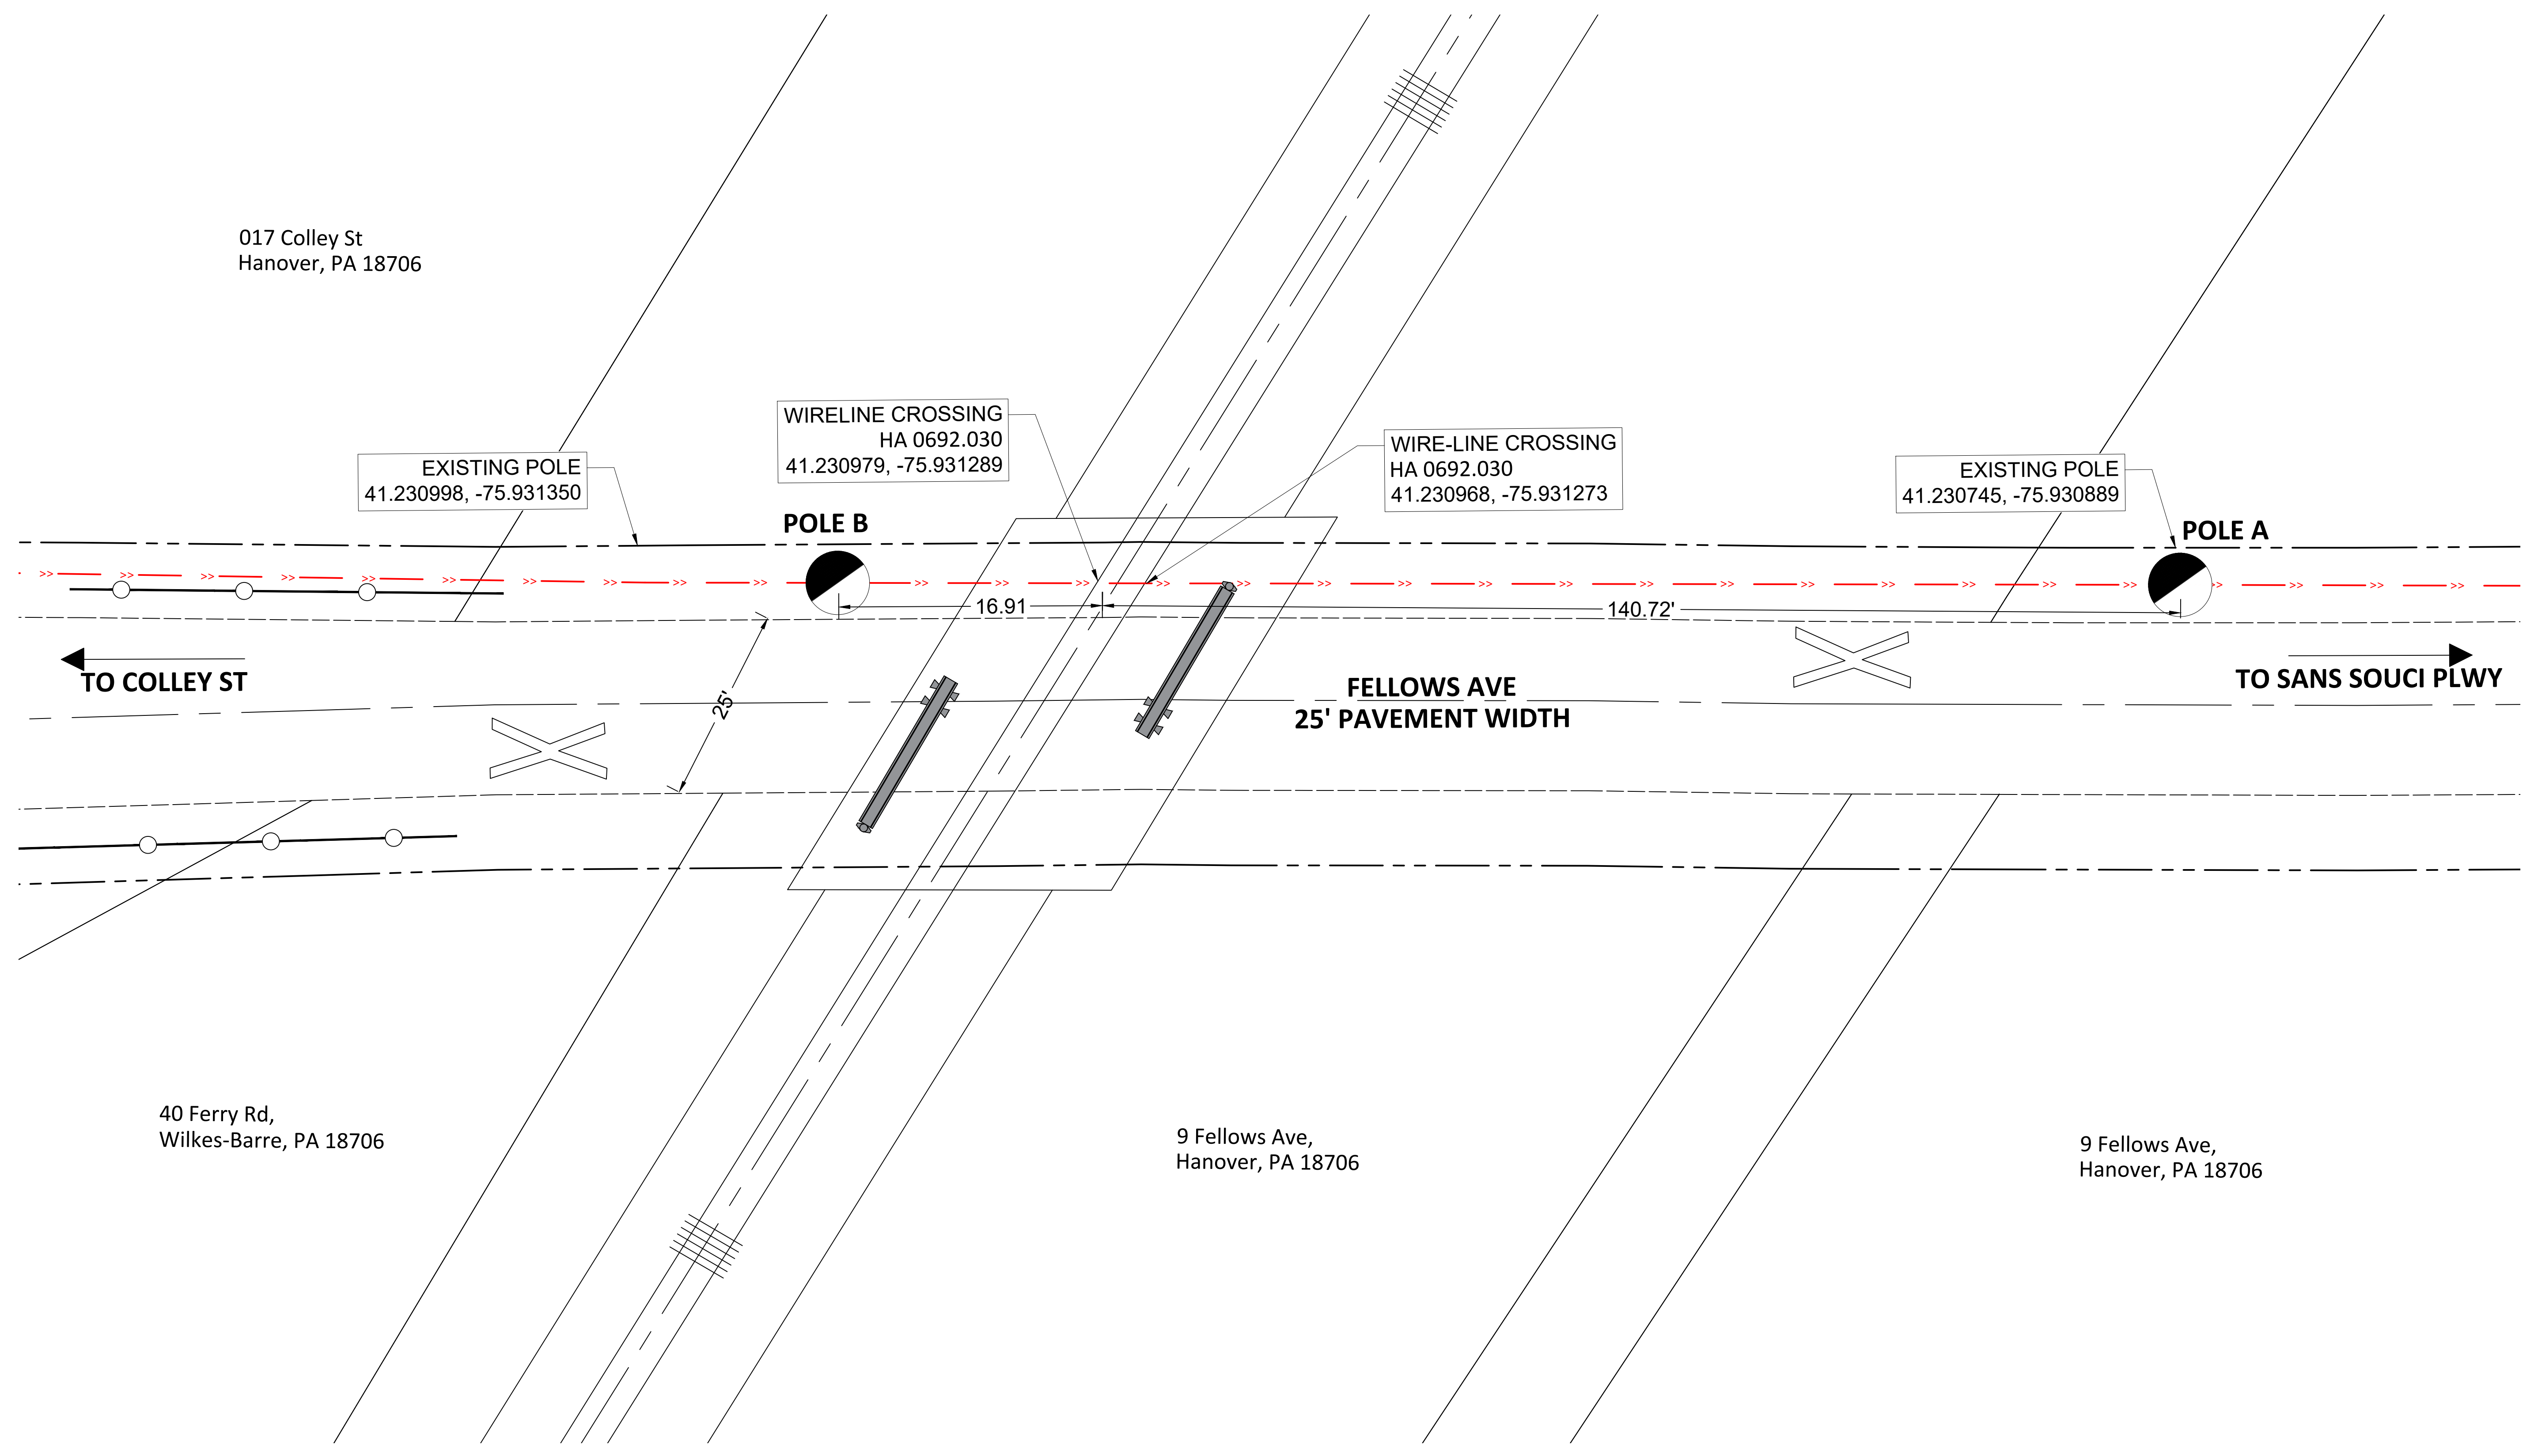 017 Colley St
Hanover, PA 18706
WIRELINE CROSSING
HA 0692.030
41.230979, -75.931289
WIRE-LINE CROSSING
HA 0692.030
41.230968, -75.931273
EXISTING POLE
41.230998, -75.931350
EXISTING POLE
41.230745, -75.930889
POLE B
POLE A
16.91
140.72'
25'
TO COLLEY ST
FELLOWS AVE
25' PAVEMENT WIDTH
TO SANS SOUCI PLWY
40 Ferry Rd,
Wilkes-Barre, PA 18706
9 Fellows Ave,
Hanover, PA 18706
9 Fellows Ave,
Hanover, PA 18706